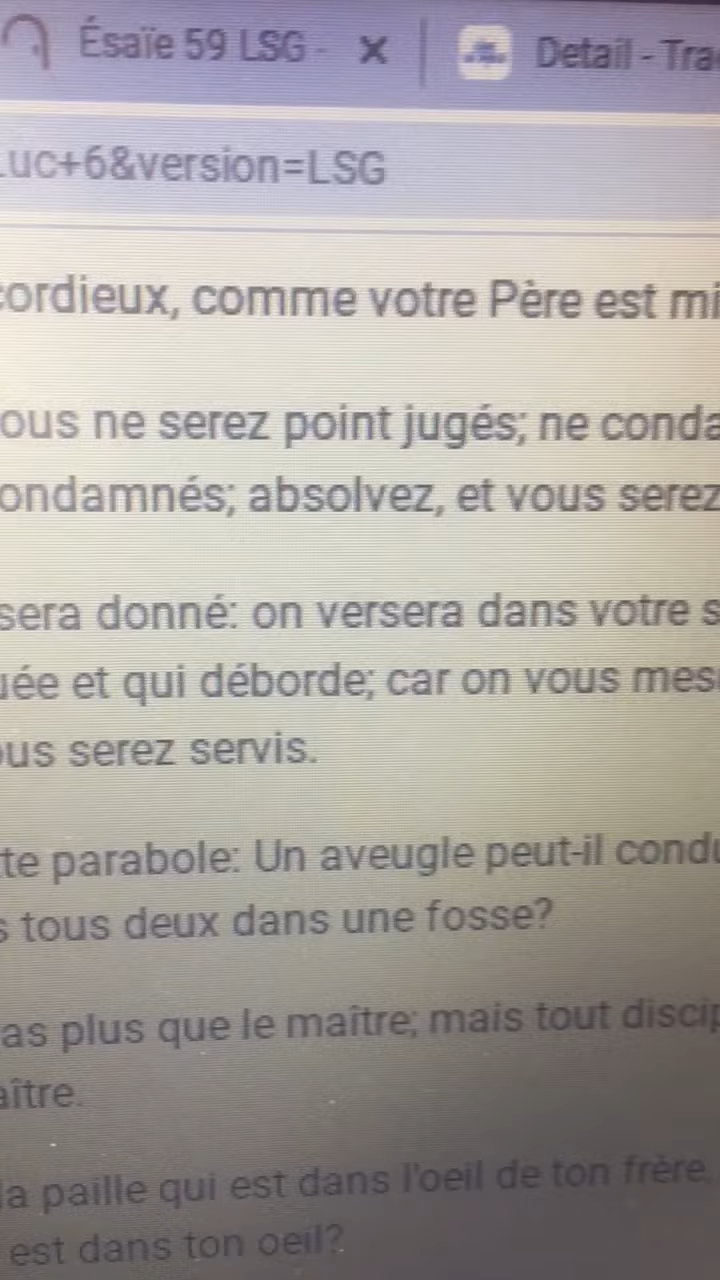 Ésaïe 59 LSG - × Detail - Tra
uc+6&version=LSG
cordieux, comme votre Père est mi
ous ne serez point jugés; ne conda
ondamnés; absolvez, et vous serez
sera donné: on versera dans votre s
uée et qui déborde; car on vous mes
ous serez servis.
te parabole: Un aveugle peut-il condu
s tous deux dans une fosse?
as plus que le maître; mais tout discip
aître.
la paille qui est dans l'oeil de ton frère,
est dans ton oeil?